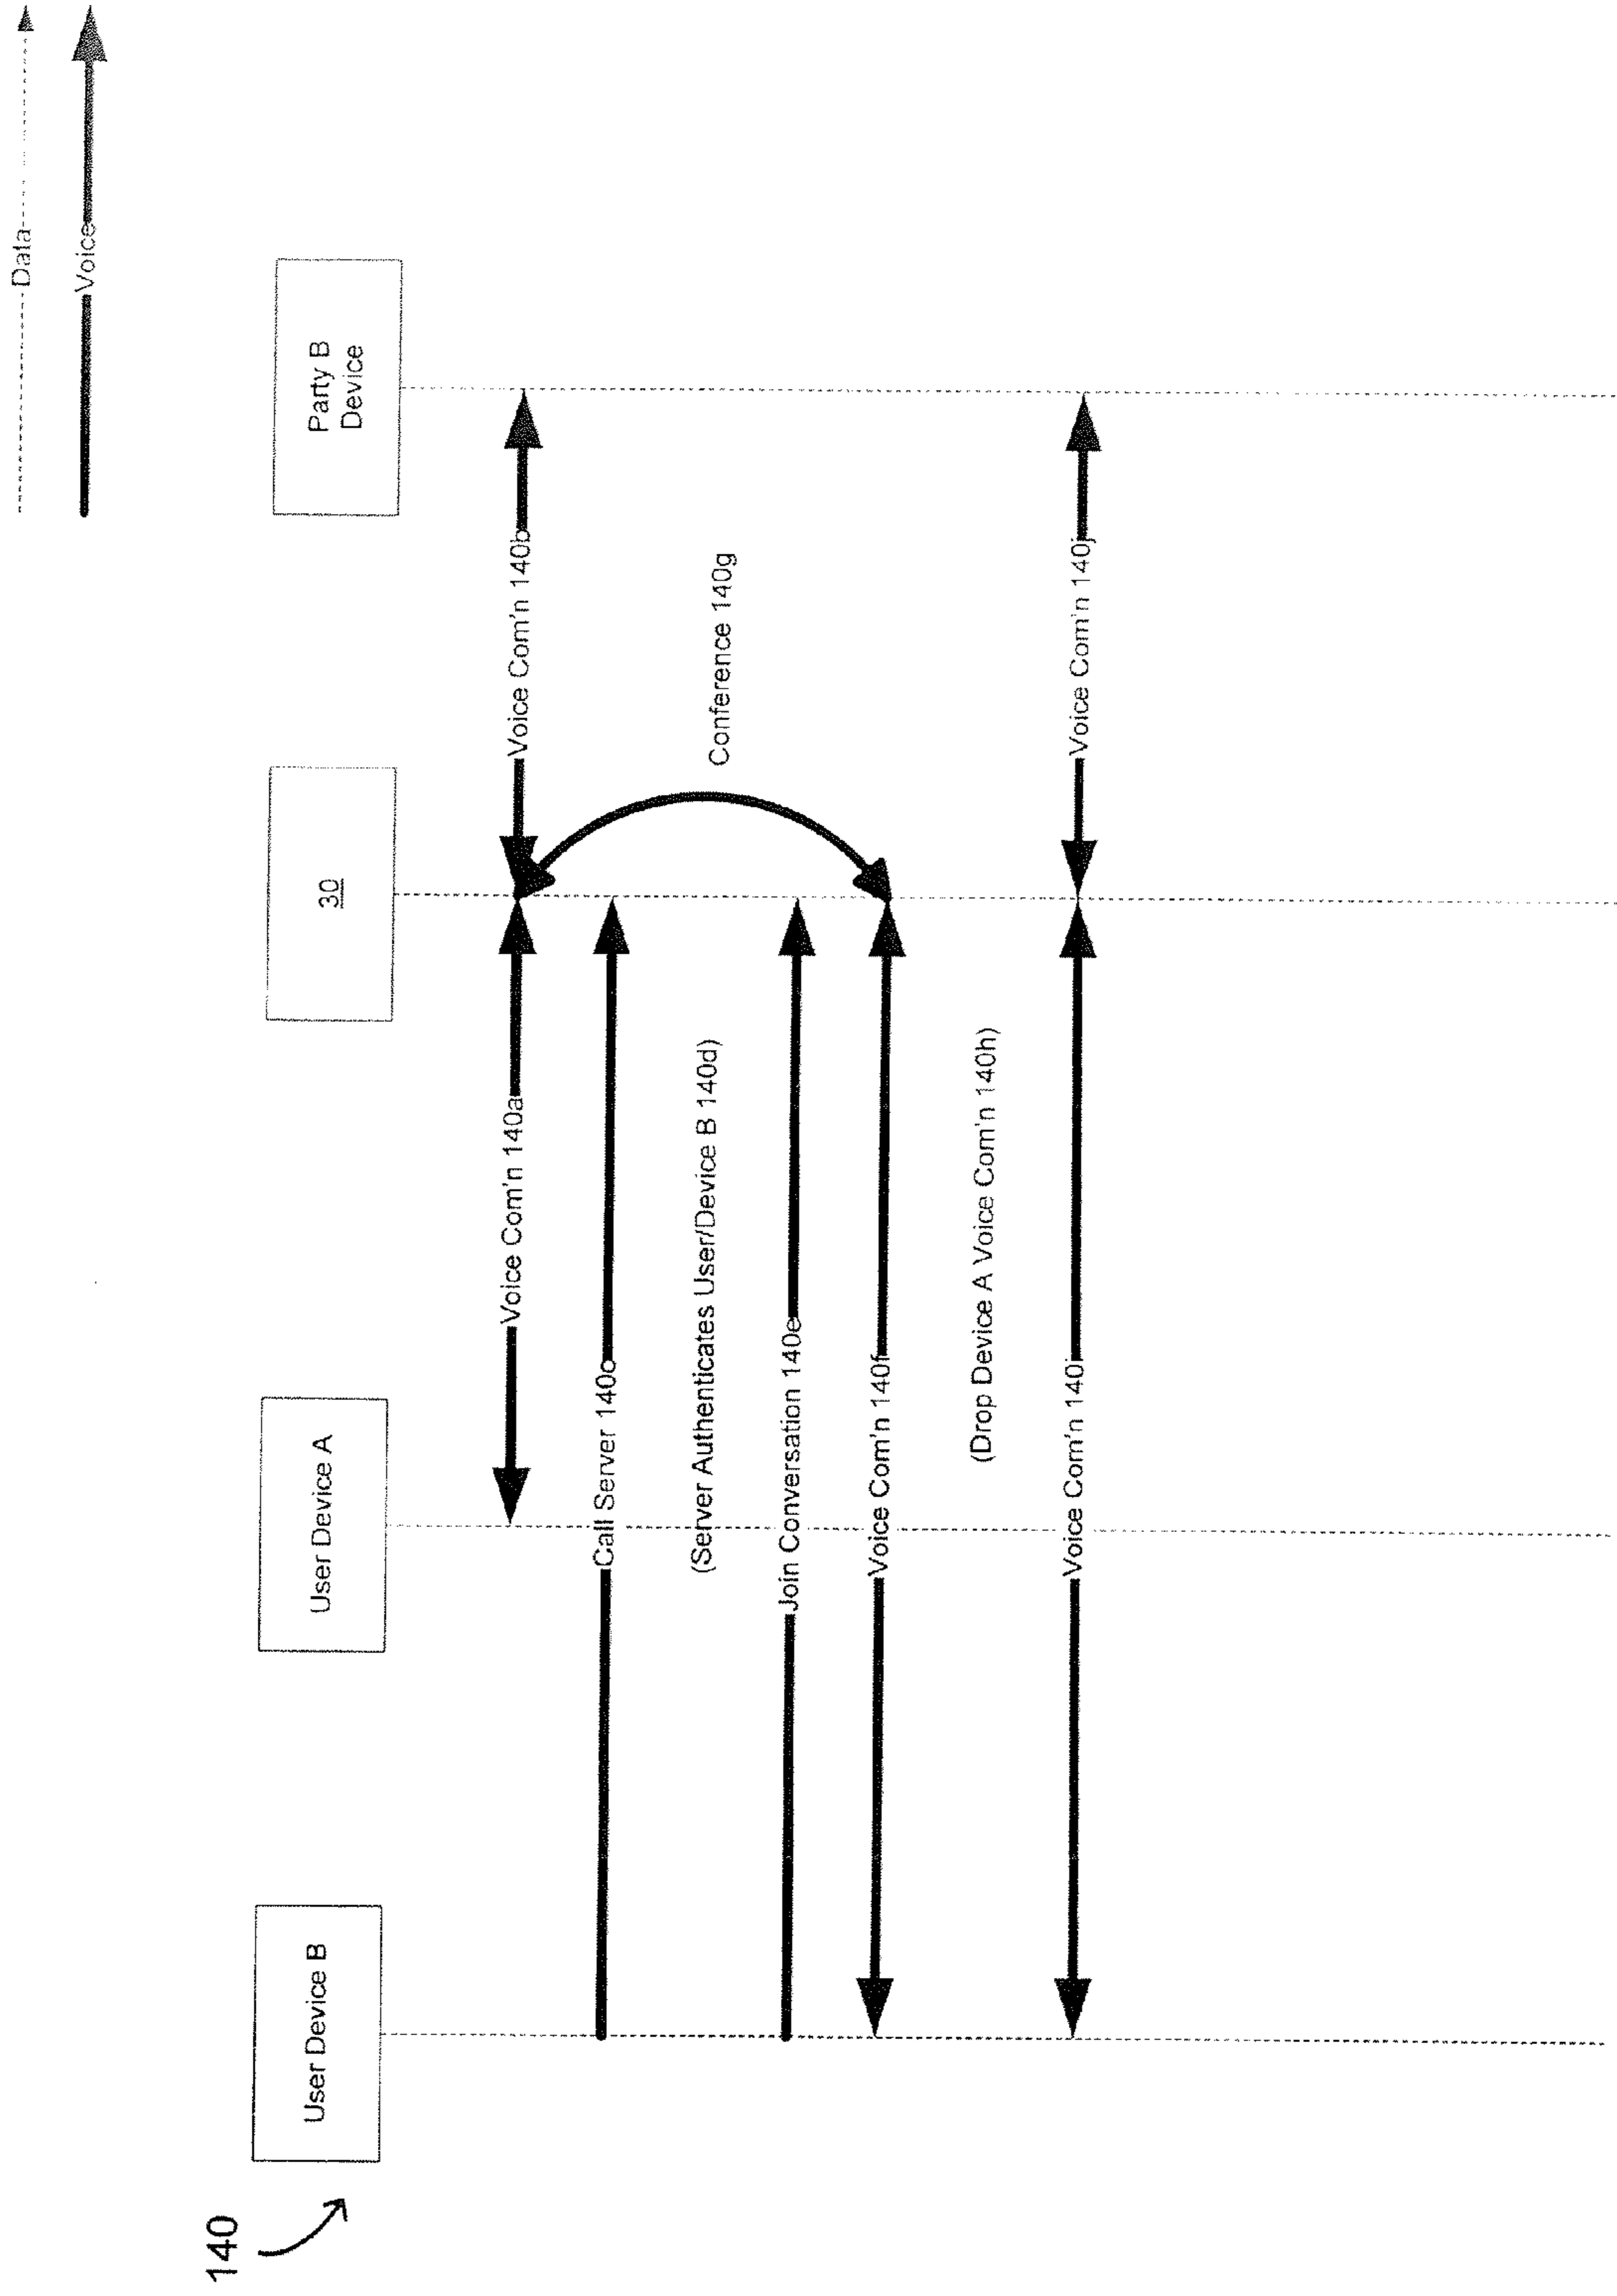 Data
Voice
140
User Device B
User Device A
30
Party B
Device
Voice Com'n 140a
Voice Com'n 140b
Call Server 140c
(Server Authenticates User/Device B 140d)
Conference 140g
Join Conversation 140e
Voice Com'n 140f
(Drop Device A Voice Com'n 140h)
Voice Com'n 140i
Voice Com'n 140j